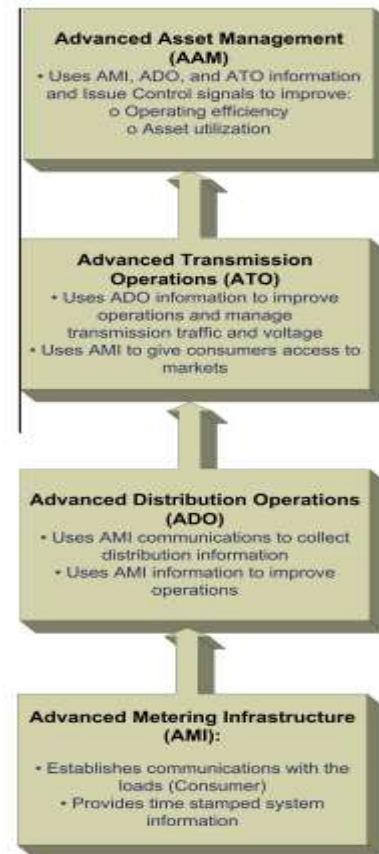 Advanced Asset Management
(AAM)
• Uses AMI, ADO, and ATO information
and Issue Control signals to improve:
o Operating efficiency
o Asset utilization
Advanced Transmission
Operations (ATO)
• Uses ADO information to improve
operations and manage
transmission traffic and voltage
• Uses AMI to give consumers access to
markets
Advanced Distribution Operations
(ADO)
• Uses AMI communications to collect
distribution information
• Uses AMI information to improve
operations
Advanced Metering Infrastructure
(AMI):
• Establishes communications with the
loads (Consumer)
• Provides time stamped system
information